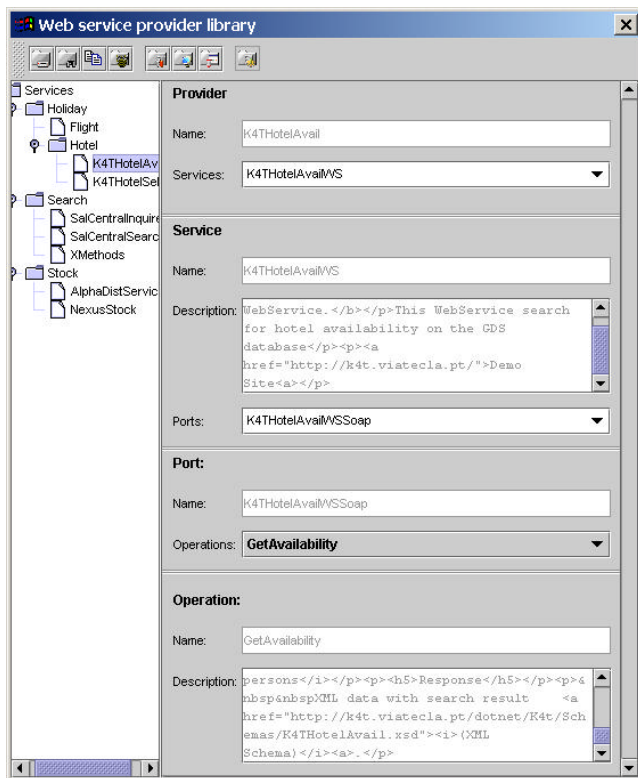 Web service provider library
Services
Holiday
Flight
Hotel
K4THotelAv
K4THotelSel
Search
SalCentralInquire
SalCentralSearc
XMethods
Stock
AlphaDistServic
NexusStock
Provider
Name: K4THotelAvail
Services: K4THotelAvailWS
Service
Name: K4THotelAvailWS
Description: WebService.</b></p>This WebService search
for hotel availability on the GDS
database</p><p><a
href="http://k4t.viatecla.pt/">Demo
Site<a></p>
Ports: K4THotelAvailWSSoap
Port:
Name: K4THotelAvailWSSoap
Operations: GetAvailability
Operation:
Name: GetAvailability
Description: persons</i></p><p><h5>Response</h5></p><p>&
nbsp&nbspXML data with search result <a
href="http://k4t.viatecla.pt/dotnet/K4t/Sch
emas/K4THotelAvail.xsd"><i>(XML
Schema)</i><a>.</p>